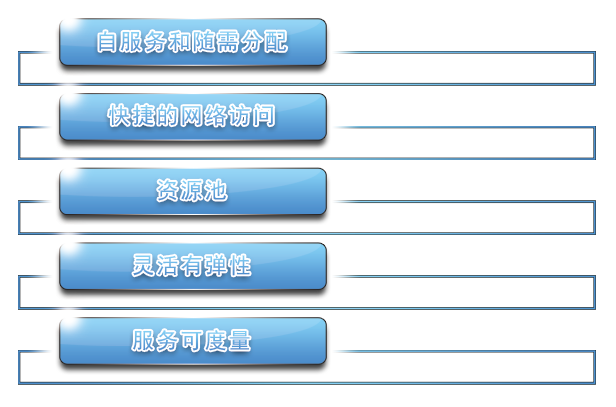 自服务和随需分配
快捷的网络访问
资源池
灵活有弹性
服务可度量